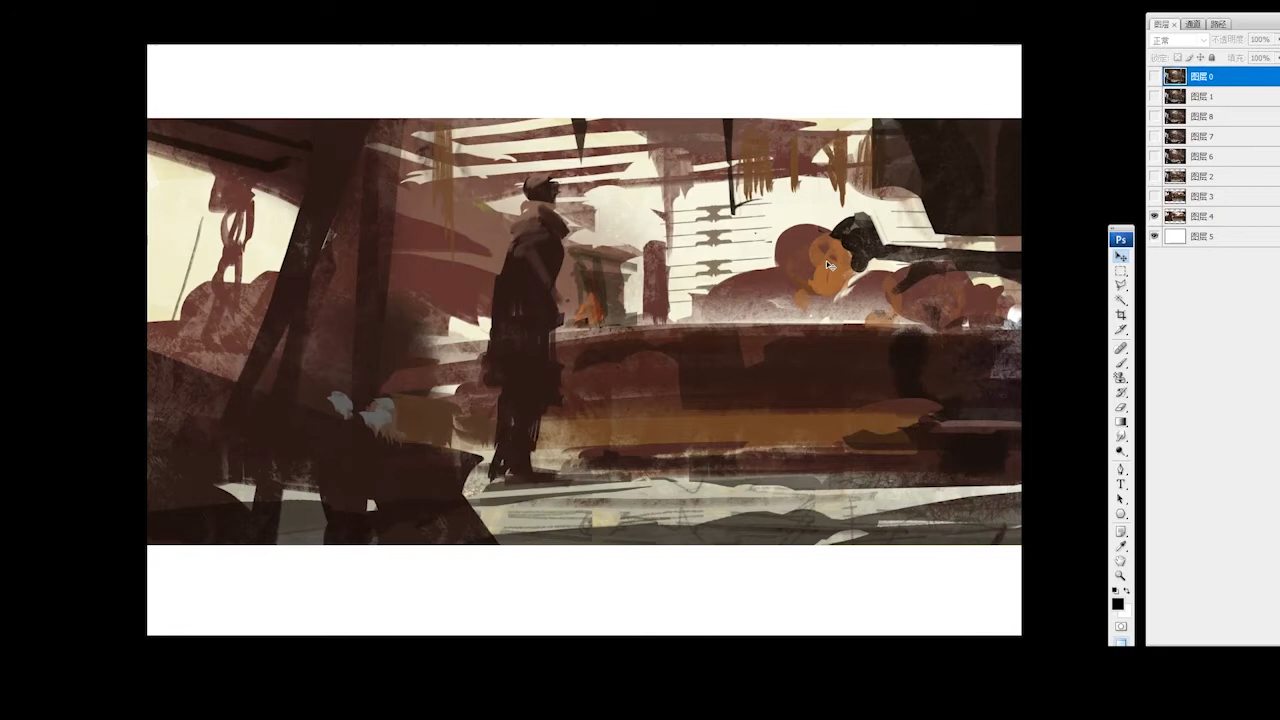 图层 × 通道 路径
正常 不透明度: 100%
锁定: 填充: 100%
图层 0
图层 1
图层 8
图层 7
图层 6
图层 2
图层 3
图层 4
图层 5
Ps
T